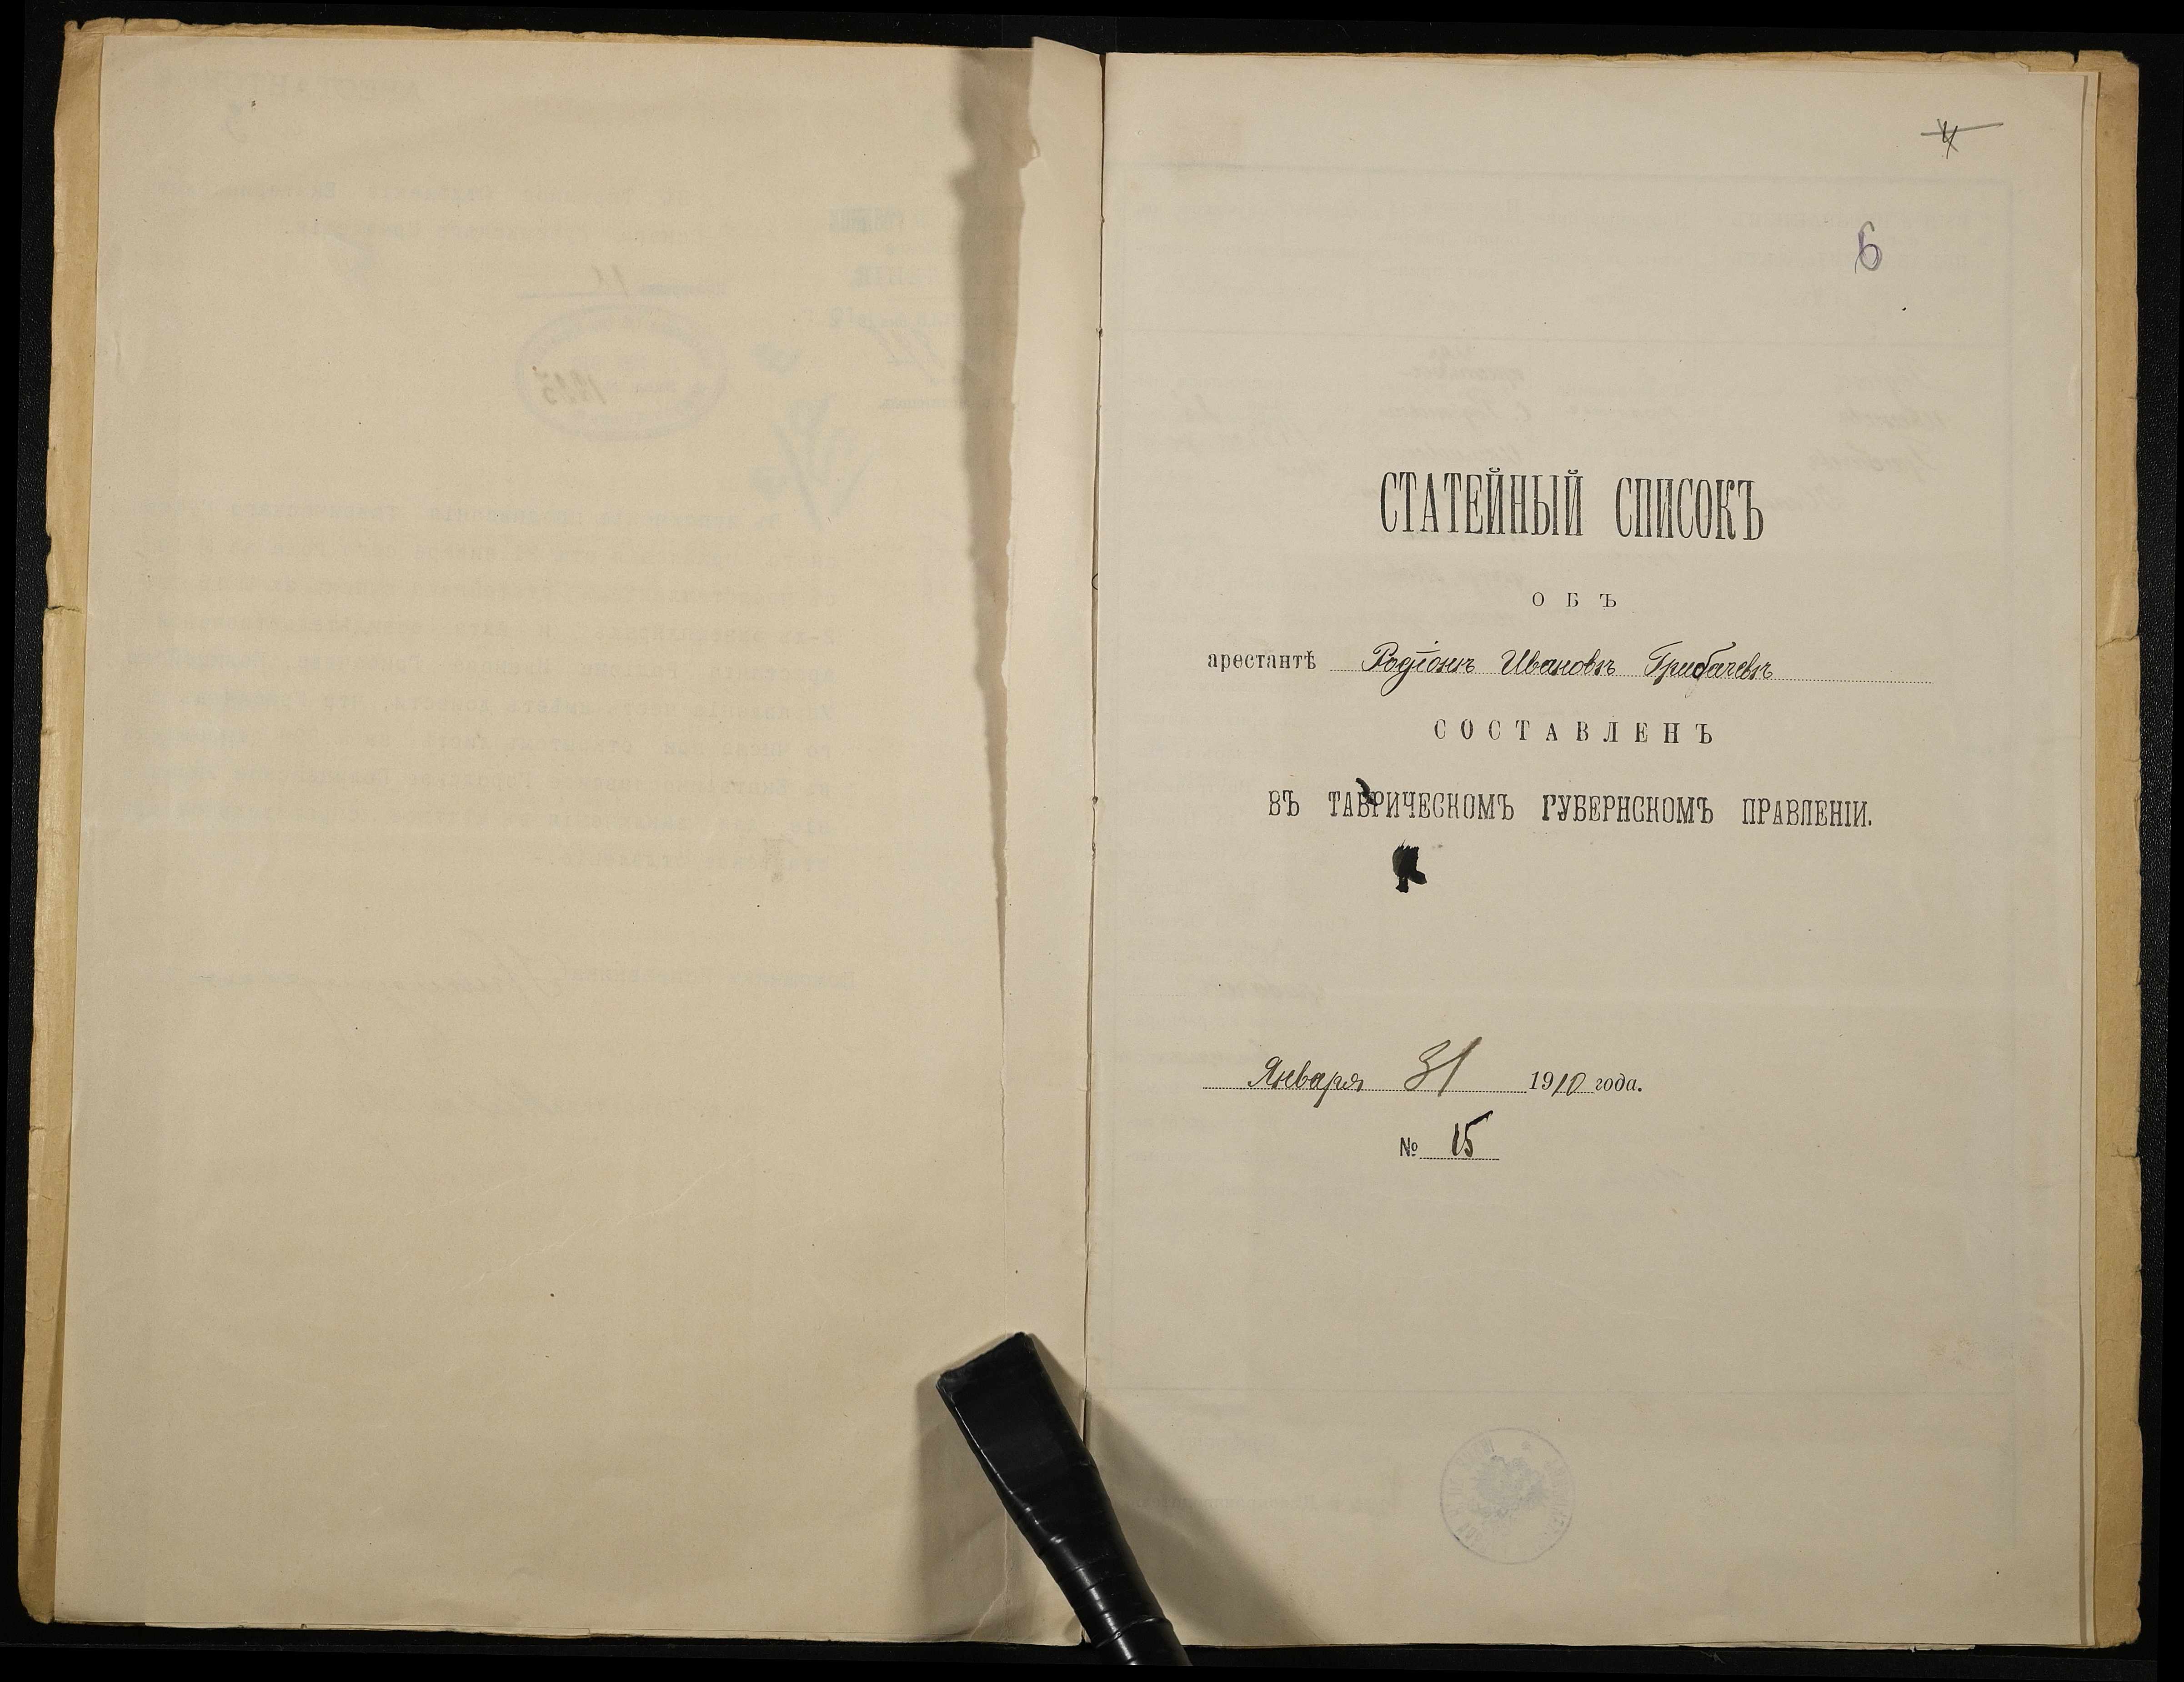 4
6
СТАТЕЙНЫЙ СПИСОКЪ
ОБЪ
арестантѣ Родіонъ Ивановъ Грибачевъ
СОСТАВЛЕНЪ
ВЪ ТАВРИЧЕСКОМЪ ГУБЕРНСКОМЪ ПРАВЛЕНІИ.
Января 31 1910 года.
№ 15